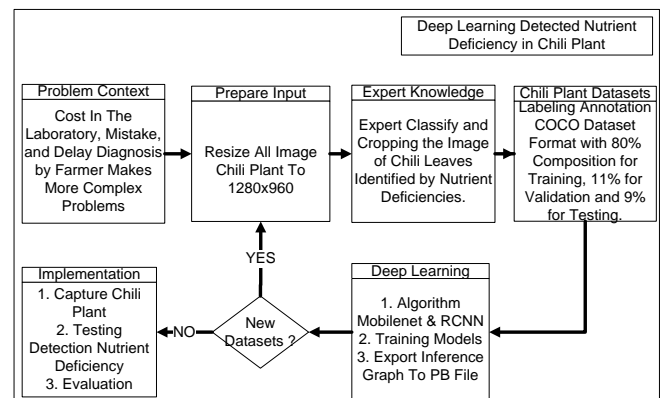 Deep Learning Detected Nutrient
Deficiency in Chili Plant
Problem Context
Cost In The
Laboratory, Mistake,
and Delay Diagnosis
by Farmer Makes
More Complex
Problems
Prepare Input
Resize All Image
Chili Plant To
1280x960
Expert Knowledge
Expert Classify and
Cropping the Image
of Chili Leaves
Identified by Nutrient
Deficiencies.
Chili Plant Datasets
Labeling Annotation
COCO Dataset
Format with 80%
Composition for
Training, 11% for
Validation and 9%
for Testing.
Deep Learning
1. Algorithm
Mobilenet & RCNN
2. Training Models
3. Export Inference
Graph To PB File
New
Datasets ?
YES
NO
Implementation
1. Capture Chili
Plant
2. Testing
Detection Nutrient
Deficiency
3. Evaluation